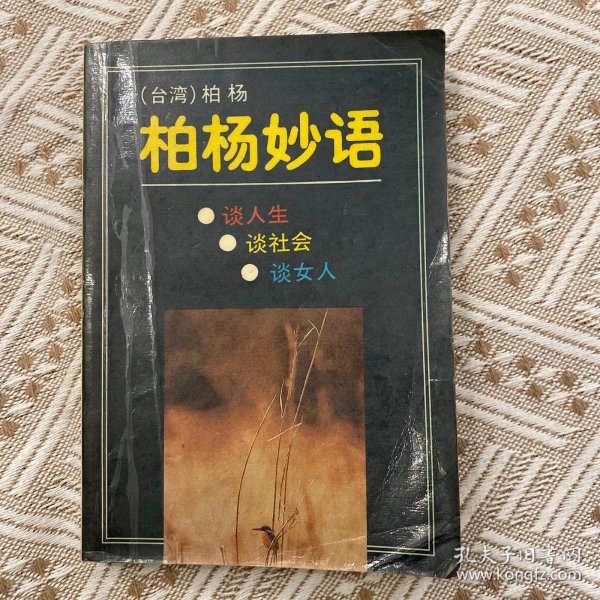 （台湾）柏杨
柏杨妙语
谈人生
谈社会
谈女人
孔夫子旧书网
www.kongfz.com